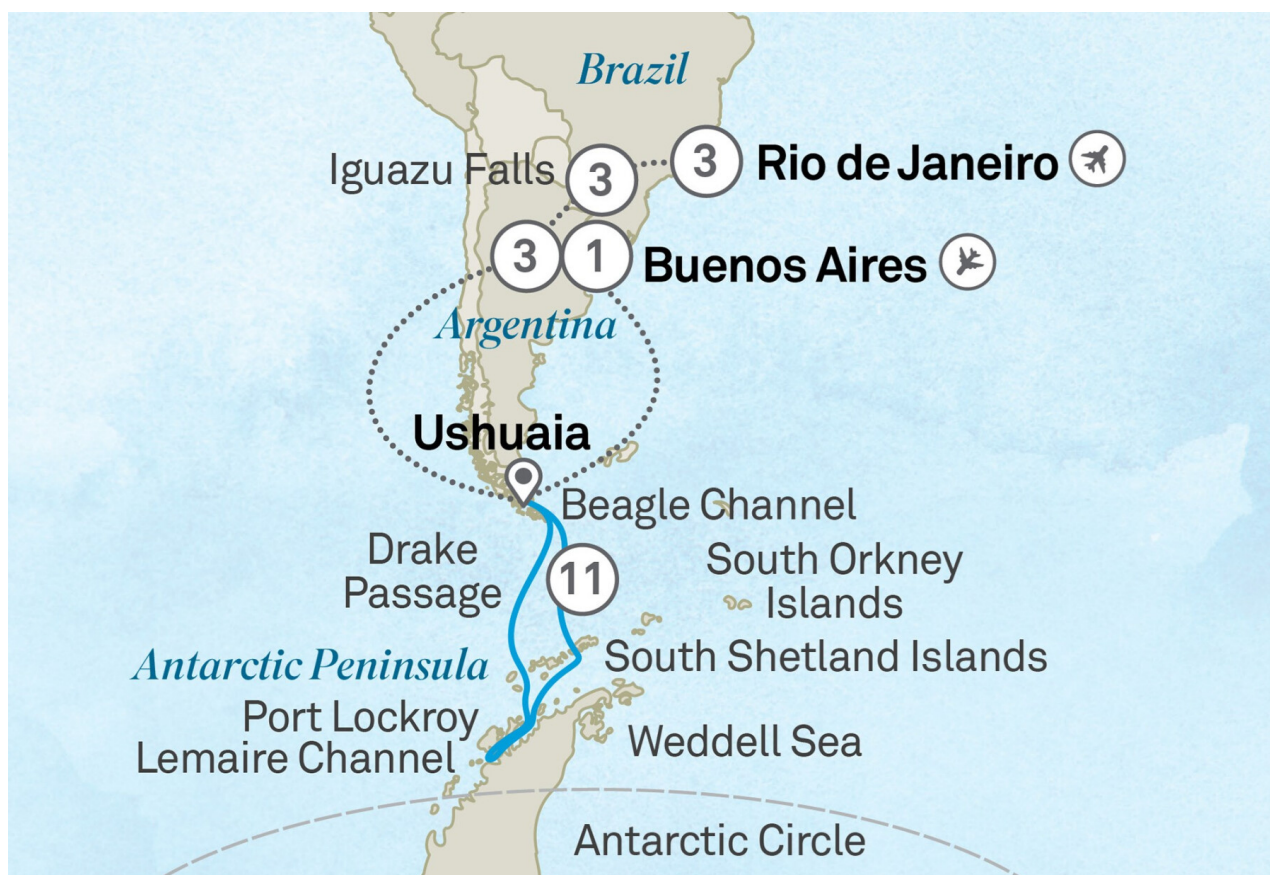 Brazil
Iguazu Falls
3
3
Rio de Janeiro
3
1
Buenos Aires
Argentina
Ushuaia
Beagle Channel
Drake
Passage
11
South Orkney
Islands
Antarctic Peninsula
South Shetland Islands
Port Lockroy
Lemaire Channel
Weddell Sea
Antarctic Circle